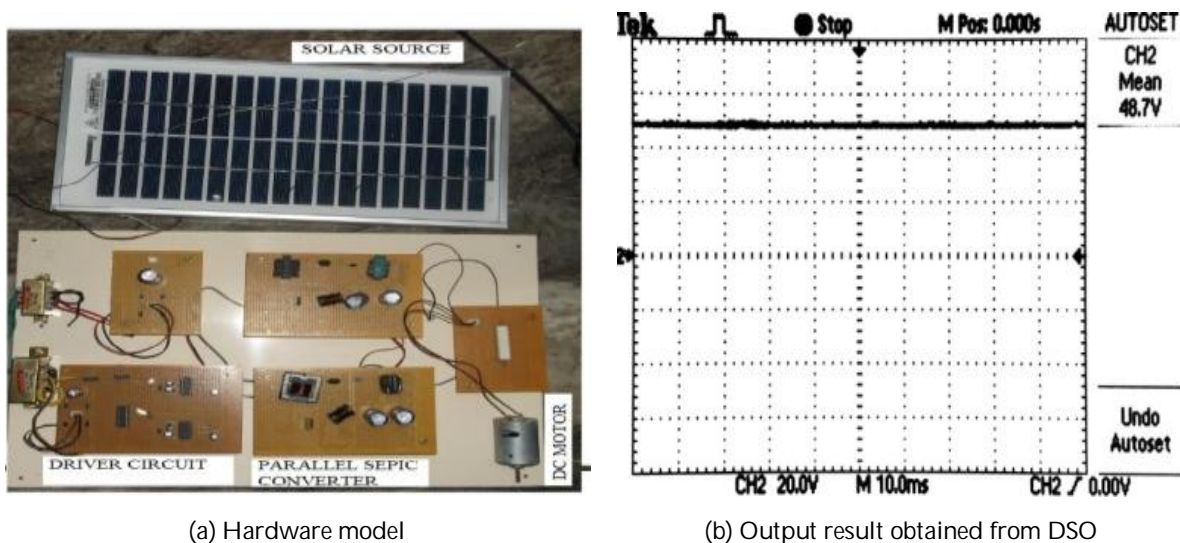 SOLAR SOURCE
DRIVER CIRCUIT
PARALLEL SEPIC
CONVERTER
DC MOTOR
(a) Hardware model
Tek
Stop
M Pos: 0.000s
AUTOSET
CH2
Mean
48.7V
2
Undo
Autoset
CH2 20.0V
M 10.0ms
CH2 / 0.00V
(b) Output result obtained from DSO